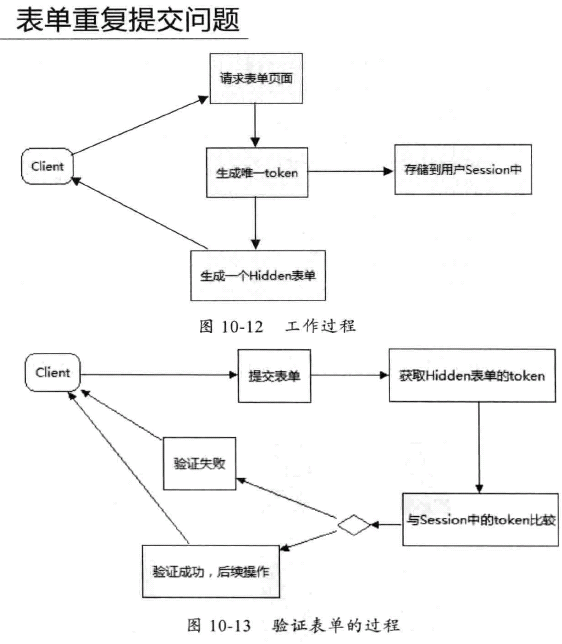 表单重复提交问题
请求表单页面
Client
生成唯一token
存储到用户Session中
生成一个Hidden表单
图 10-12 工作过程
Client
提交表单
获取Hidden表单的token
验证失败
与Session中的token比较
验证成功，后续操作
图 10-13 验证表单的过程